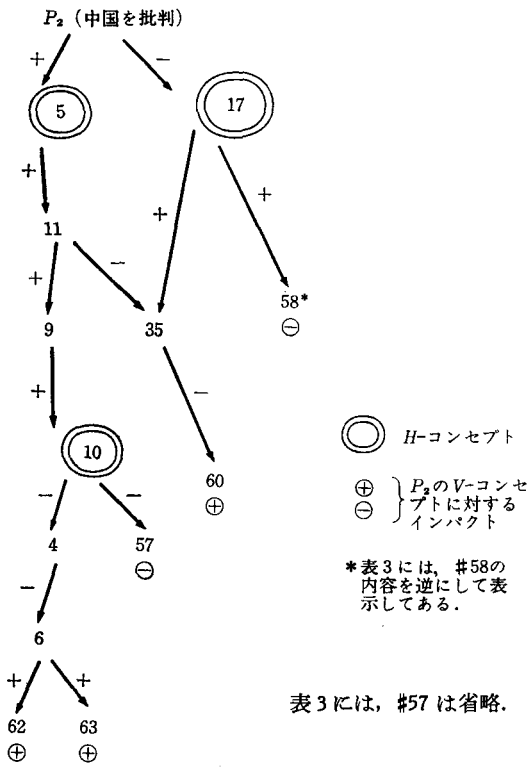 P₂（中国を批判）
+ −
5 17
+ + +
11
+ −
58*
⊖
9 35
+ −
10
60
⊕
− −
4 57
⊖
−
6
+ +
62 63
⊕ ⊕
H-コンセプト
⊕ P₂のV-コンセ
⊖ プトに対する
インパクト
*表3には，#58の
内容を逆にして表
示してある．
表3には，#57は省略．